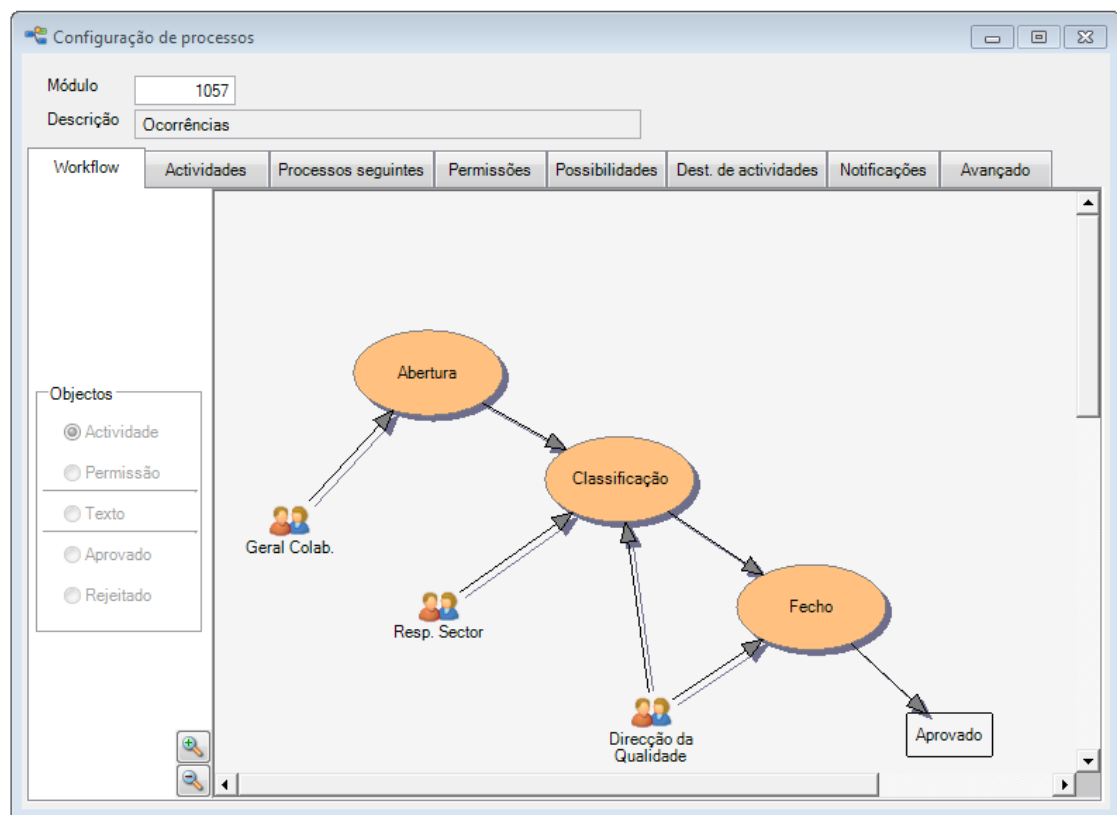 Configuração de processos
Módulo 1057
Descrição Ocorrências
Workflow Actividades Processos seguintes Permissões Possibilidades Dest. de actividades Notificações Avançado
Objectos
Actividade
Permissão
Texto
Aprovado
Rejeitado
Abertura
Classificação
Geral Colab.
Fecho
Resp. Sector
Direcção da
Qualidade
Aprovado